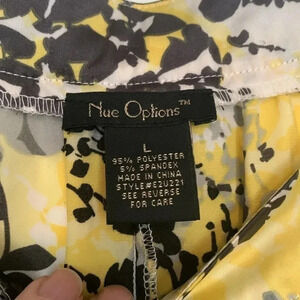 Nue Options™
L
95% POLYESTER
5% SPANDEX
MADE IN CHINA
STYLE#E2U221
SEE REVERSE
FOR CARE